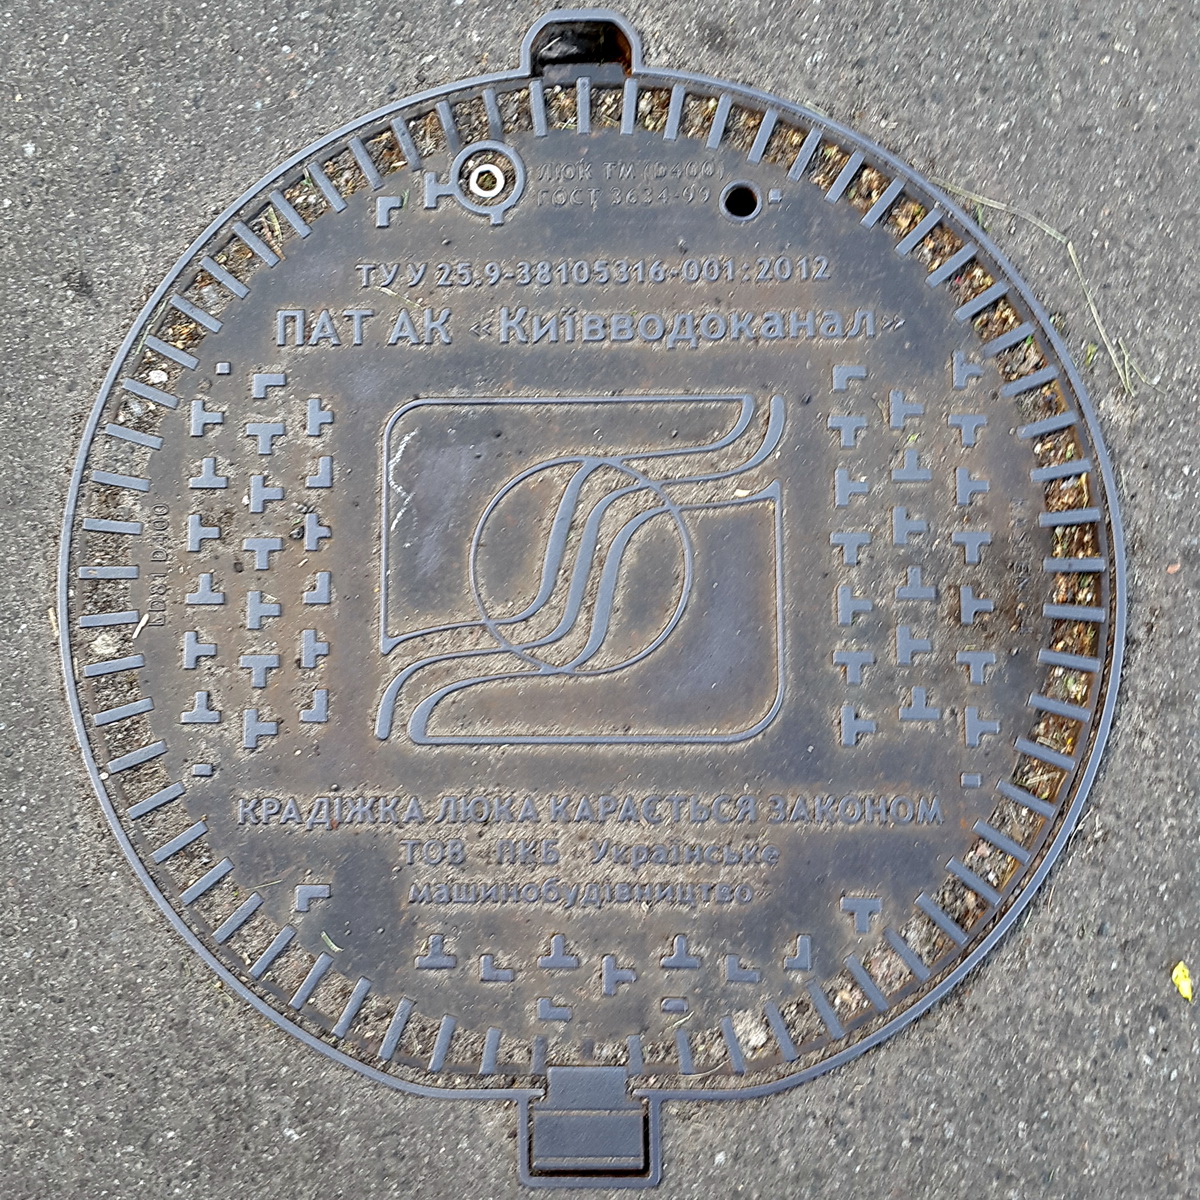 ЛЮК ТМ (D400)
ГОСТ 3634-99
ТУ У 25.9-38105316-001:2012
ПАТ АК «Київводоканал»
LD81D400
КРАДІЖКА ЛЮКА КАРАЄТЬСЯ ЗАКОНОМ
ТОВ ПКБ Українське
машинобудівництво